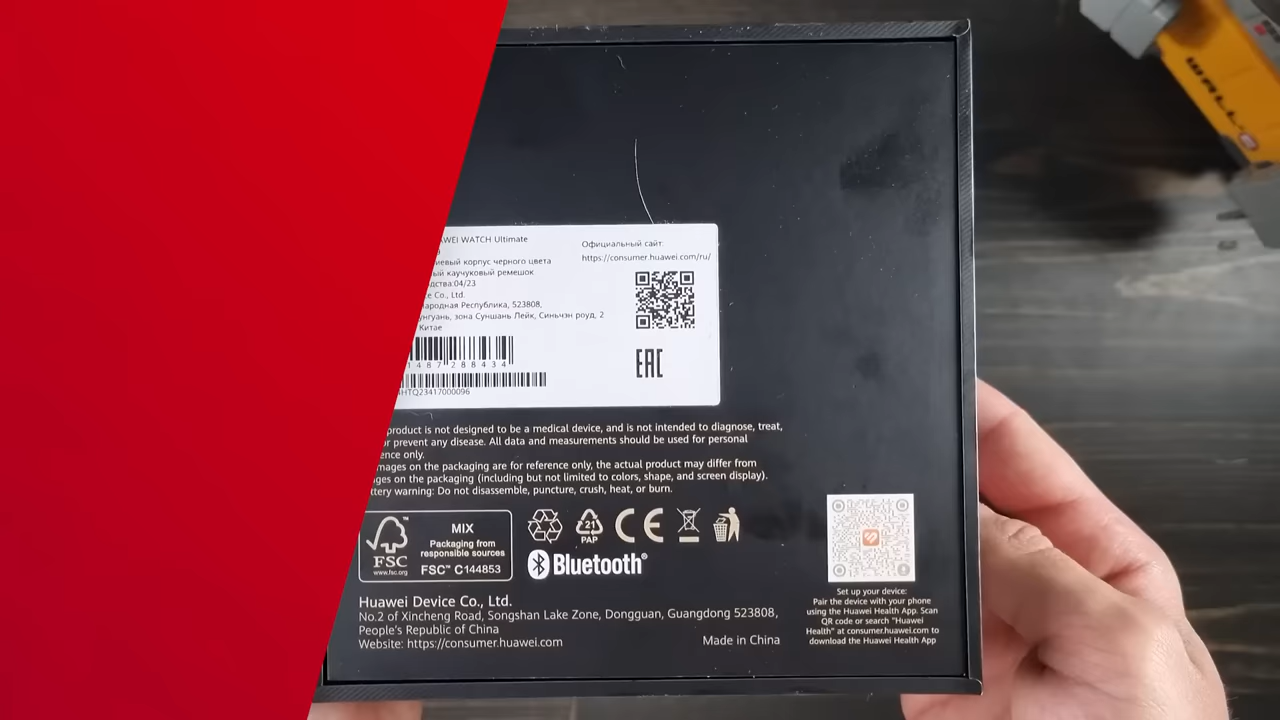 WALL·E
WEI WATCH Ultimate
Официальный сайт:
https://consumer.huawei.com/ru/
корпус черного цвета
каучуковый ремешок
04/23
Co., Ltd.
Республика, 523808,
зона Суншань Лейк, Синьчэн роуд, 2
Китае
1487288434
HTQ23417000096
EAC
product is not designed to be a medical device, and is not intended to diagnose, treat,
or prevent any disease. All data and measurements should be used for personal
ence only.
mages on the packaging are for reference only, the actual product may differ from
ges on the packaging (including but not limited to colors, shape, and screen display).
ttery warning: Do not disassemble, puncture, crush, heat, or burn.
FSC™
www.fsc.org
MIX
Packaging from
responsible sources
FSC™ C144853
21
PAP
CE
Bluetooth®
Huawei Device Co., Ltd.
No.2 of Xincheng Road, Songshan Lake Zone, Dongguan, Guangdong 523808,
People's Republic of China
Website: https://consumer.huawei.com
Made in China
Set up your device:
Pair the device with your phone
using the Huawei Health App. Scan
QR code or search "Huawei
Health" at consumer.huawei.com to
download the Huawei Health App